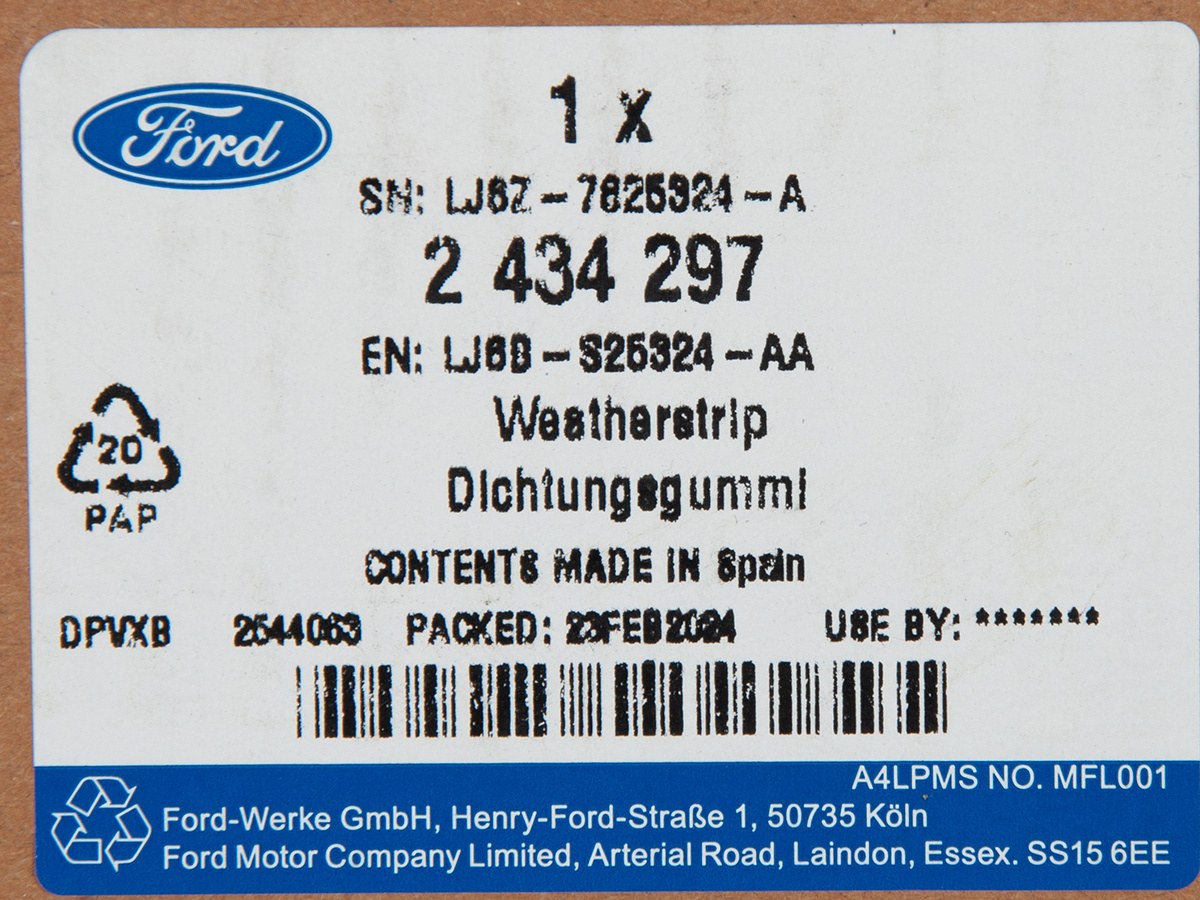 Ford
1 x
SN: LJ6Z-7825324-A
2 434 297
EN: LJ6B-S25324-AA
Weatherstrip
Dichtungsgummi
20
PAP
CONTENTS MADE IN Spain
DPVXB 2544063 PACKED: 23FEB2024 USE BY: *******
A4LPMS NO. MFL001
Ford-Werke GmbH, Henry-Ford-Straße 1, 50735 Köln
Ford Motor Company Limited, Arterial Road, Laindon, Essex. SS15 6EE